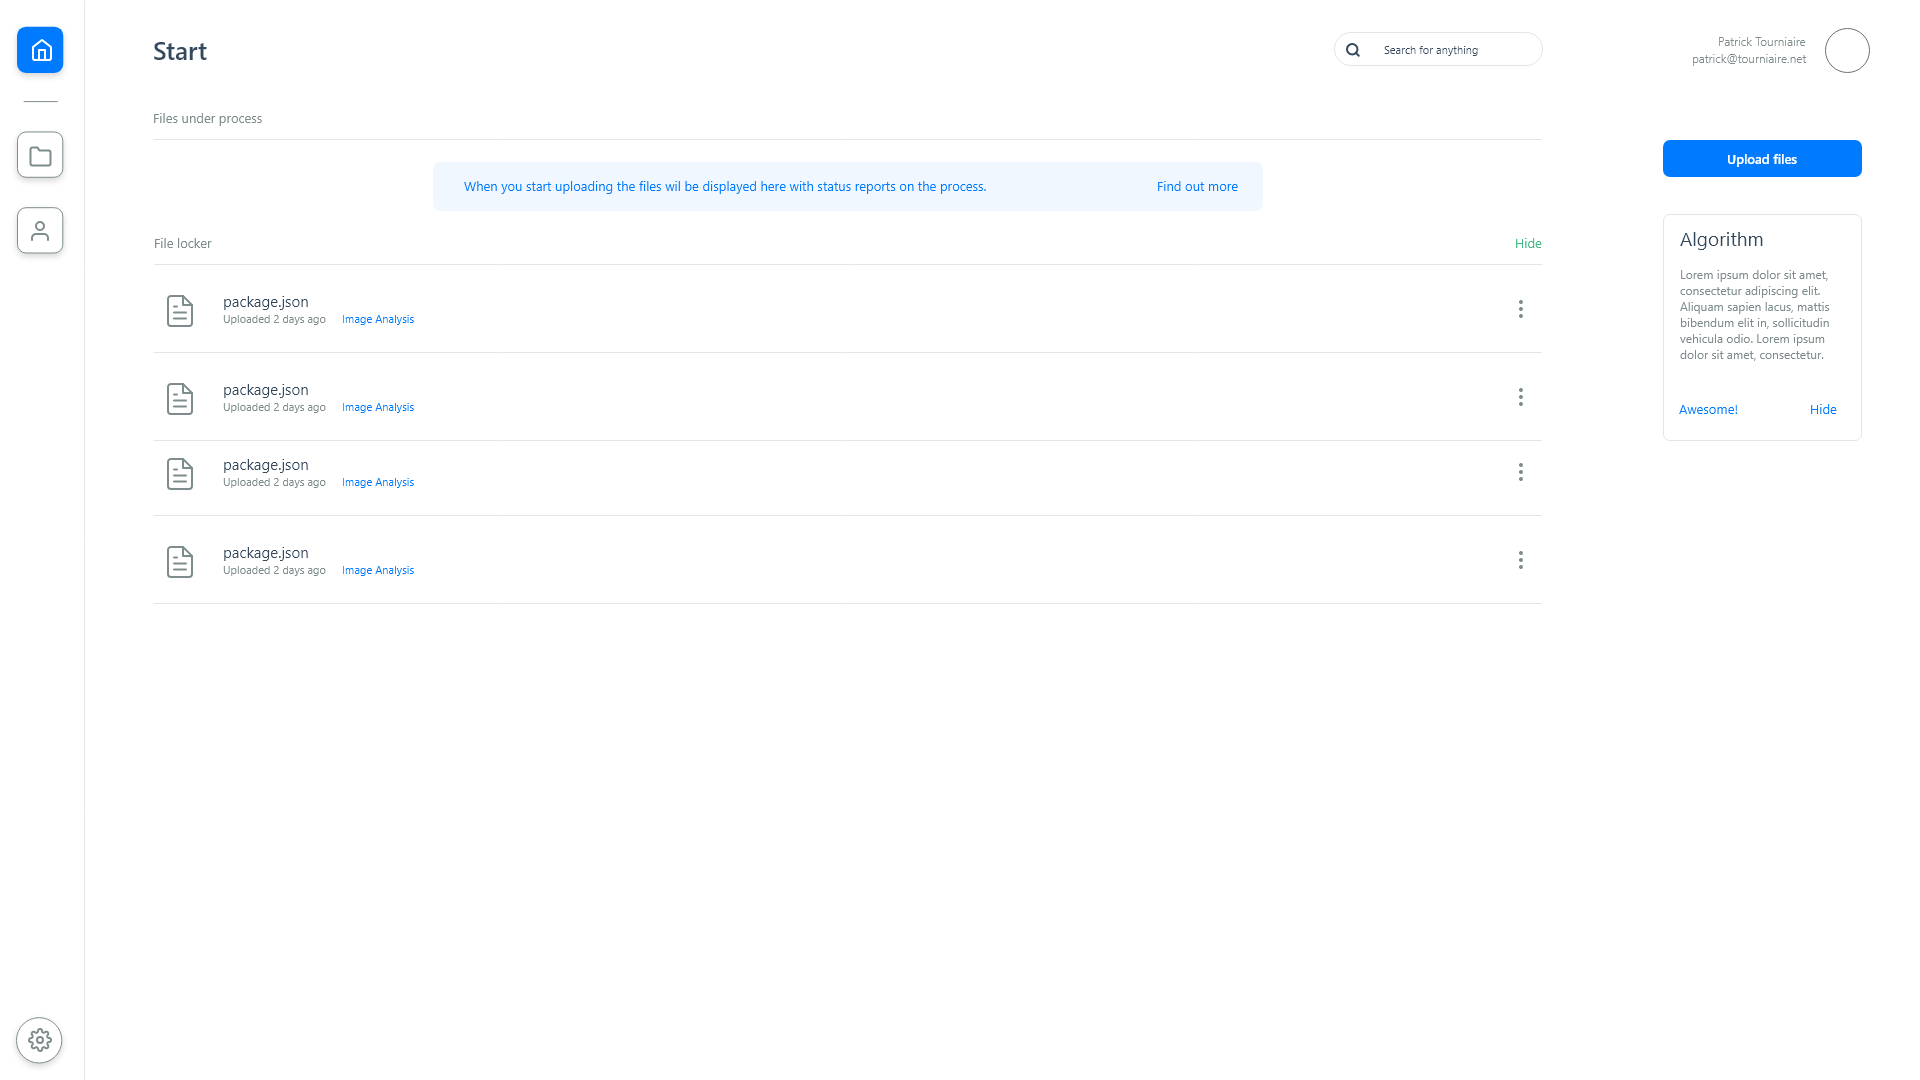 Start
Search for anything
Patrick Tourniaire
patrick@tourniaire.net
Files under process
When you start uploading the files wil be displayed here with status reports on the process.
Find out more
File locker
Hide
package.json
Uploaded 2 days ago
Image Analysis
package.json
Uploaded 2 days ago
Image Analysis
package.json
Uploaded 2 days ago
Image Analysis
package.json
Uploaded 2 days ago
Image Analysis
Upload files
Algorithm
Lorem ipsum dolor sit amet,
consectetur adipiscing elit.
Aliquam sapien lacus, mattis
bibendum elit in, sollicitudin
vehicula odio. Lorem ipsum
dolor sit amet, consectetur.
Awesome!
Hide